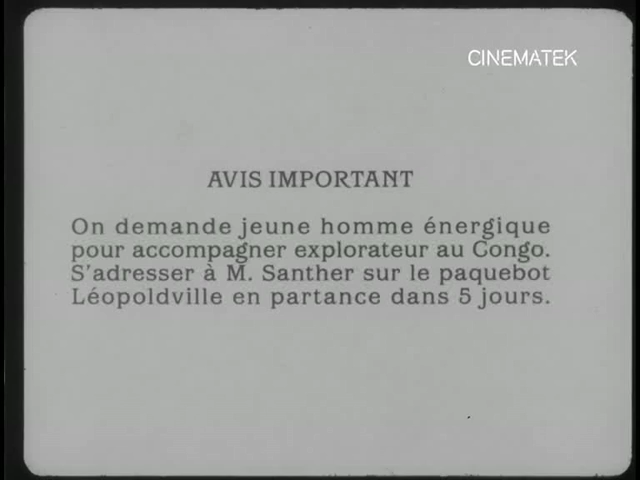 CINEMATEK
AVIS IMPORTANT
On demande jeune homme énergique
pour accompagner explorateur au Congo.
S'adresser à M. Santher sur le paquebot
Léopoldville en partance dans 5 jours.